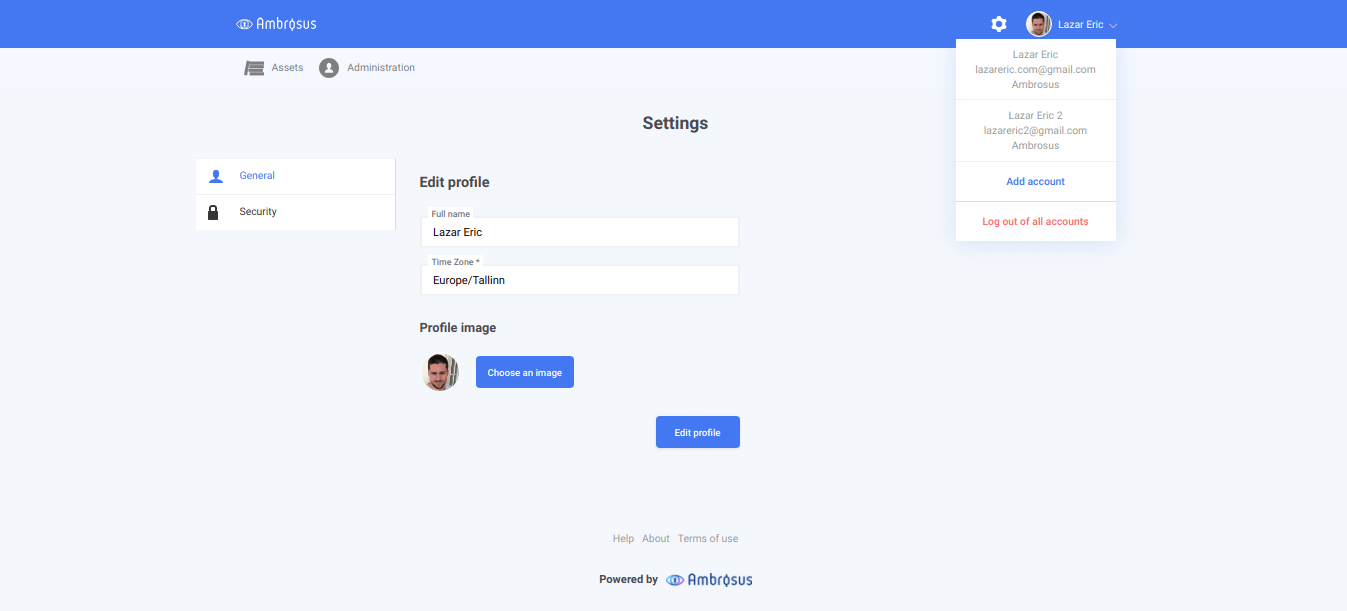 Ambrosus
Lazar Eric
Lazar Eric
lazareric.com@gmail.com
Ambrosus
Lazar Eric 2
lazareric2@gmail.com
Ambrosus
Add account
Log out of all accounts
Assets
Administration
Settings
General
Security
Edit profile
Full name
Lazar Eric
Time Zone *
Europe/Tallinn
Profile image
Choose an image
Edit profile
Help About Terms of use
Powered by Ambrosus